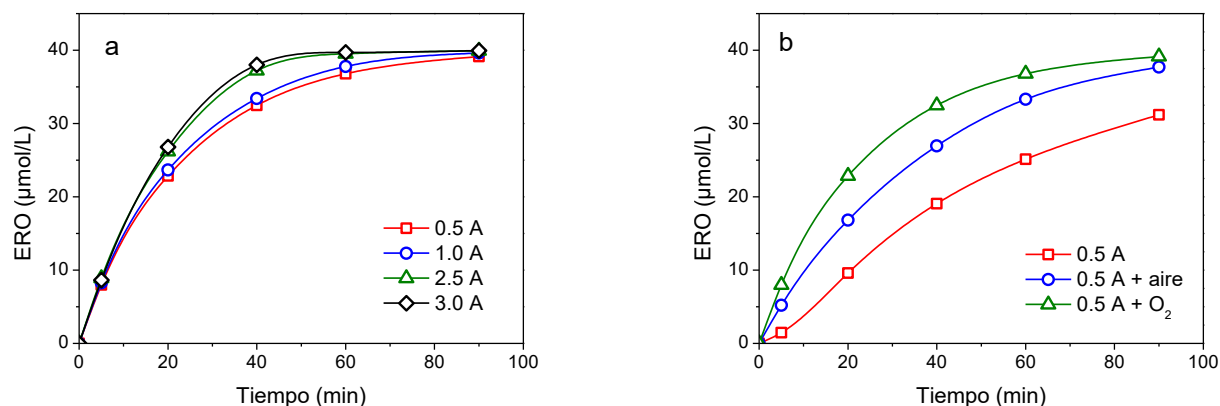 a
ERO (µmol/L)
40
30
20
10
0
0 20 40 60 80 100
Tiempo (min)
0.5 A
1.0 A
2.5 A
3.0 A
b
ERO (µmol/L)
40
30
20
10
0
0 20 40 60 80 100
Tiempo (min)
0.5 A
0.5 A + aire
0.5 A + O₂